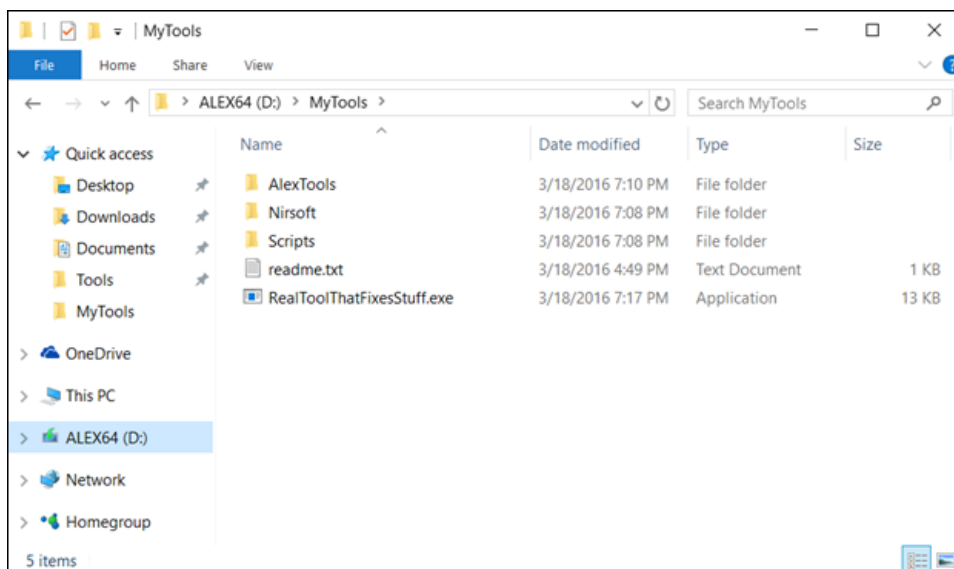 MyTools
File Home Share View
ALEX64 (D:) MyTools Search MyTools
Name Date modified Type Size
Quick access
Desktop
Downloads
Documents
Tools
MyTools
OneDrive
This PC
ALEX64 (D:)
Network
Homegroup
AlexTools 3/18/2016 7:10 PM File folder
Nirsoft 3/18/2016 7:08 PM File folder
Scripts 3/18/2016 7:08 PM File folder
readme.txt 3/18/2016 4:49 PM Text Document 1 KB
RealToolThatFixesStuff.exe 3/18/2016 7:17 PM Application 13 KB
5 items